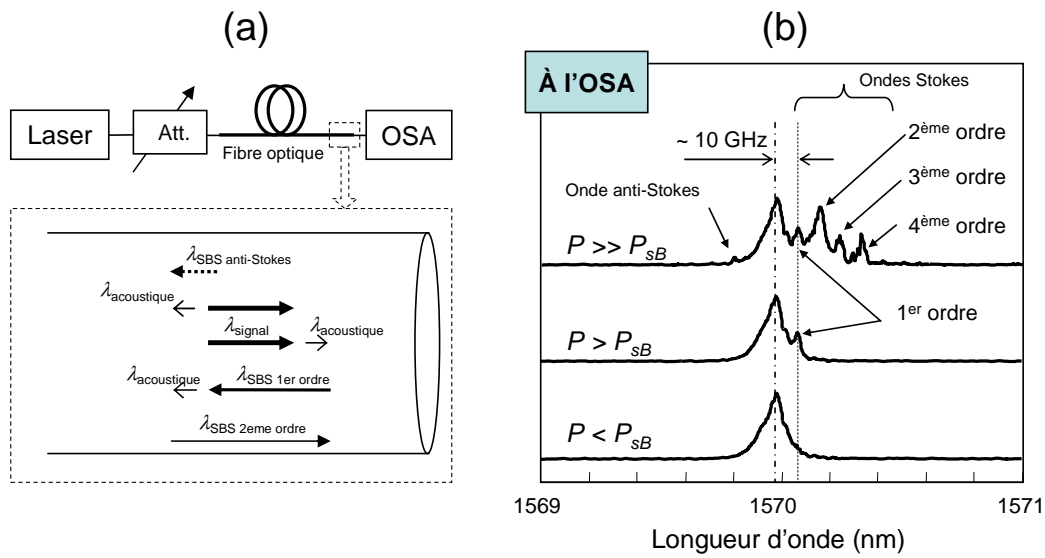 (a)
Laser
Att.
Fibre optique
OSA
λSBS anti-Stokes
λacoustique
λsignal
λacoustique
λacoustique
λSBS 1er ordre
λSBS 2eme ordre
(b)
À l'OSA
Ondes Stokes
~ 10 GHz
2ème ordre
3ème ordre
Onde anti-Stokes
4ème ordre
P >> PsB
1er ordre
P > PsB
P < PsB
1569
1570
1571
Longueur d'onde (nm)